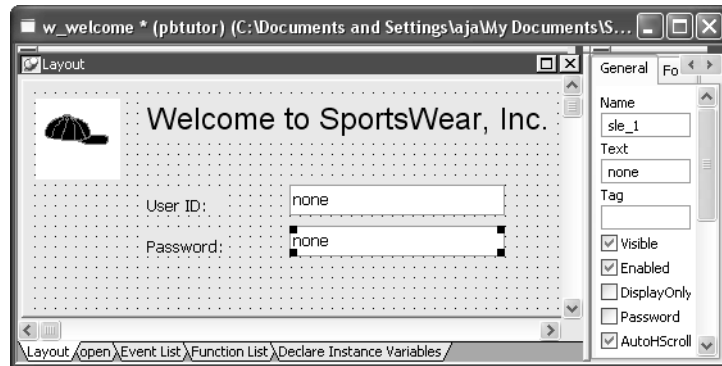 w_welcome * (pbtutor) (C:\Documents and Settings\aja\My Documents\S...
Layout
Welcome to SportsWear, Inc.
User ID:
none
Password:
none
Layout open Event List Function List Declare Instance Variables
General Fo
Name
sle_1
Text
none
Tag
Visible
Enabled
DisplayOnly
Password
AutoHScroll